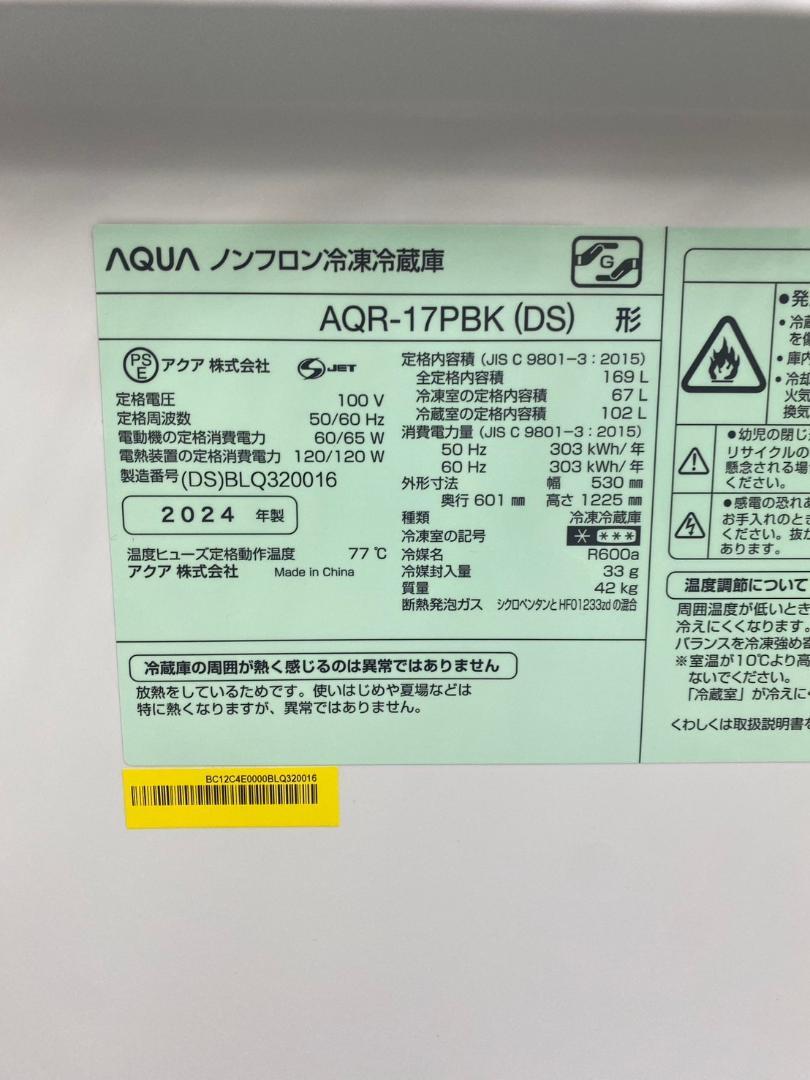 AQUA ノンフロン冷凍冷蔵庫
G
AQR-17PBK (DS) 形
PS
E
アクア 株式会社
S JET
定格電圧 100 V
定格周波数 50/60 Hz
電動機の定格消費電力 60/65 W
電熱装置の定格消費電力 120/120 W
製造番号 (DS)BLQ320016
2024 年製
温度ヒューズ定格動作温度 77 ℃
アクア 株式会社 Made in China
定格内容積 (JIS C 9801-3 : 2015)
全定格内容積 169 L
冷凍室の定格内容積 67 L
冷蔵室の定格内容積 102 L
消費電力量 (JIS C 9801-3 : 2015)
50 Hz 303 kWh/年
60 Hz 303 kWh/年
外形寸法 幅 530 ㎜
奥行 601 ㎜ 高さ 1225 ㎜
種類 冷凍冷蔵庫
冷凍室の記号 * ***
冷媒名 R600a
冷媒封入量 33 g
質量 42 kg
断熱発泡ガス シクロペンタンとHFO1233zdの混合
冷蔵庫の周囲が熱く感じるのは異常ではありません
放熱をしているためです。使いはじめや夏場などは
特に熱くなりますが、異常ではありません。
BC12C4E0000BLQ320016
●発
・冷蔵
を傷
・庫内
・冷却
火気
換気
●幼児の閉じ
リサイクルの
懸念される場
ください。
●感電の恐れあ
お手入れのとき
ください。抜か
あります。
温度調節について
周囲温度が低いとき
冷えにくくなります。
バランスを冷凍強め寄
※室温が10℃より高
ないでください。
「冷蔵室」が冷えに
くわしくは取扱説明書を